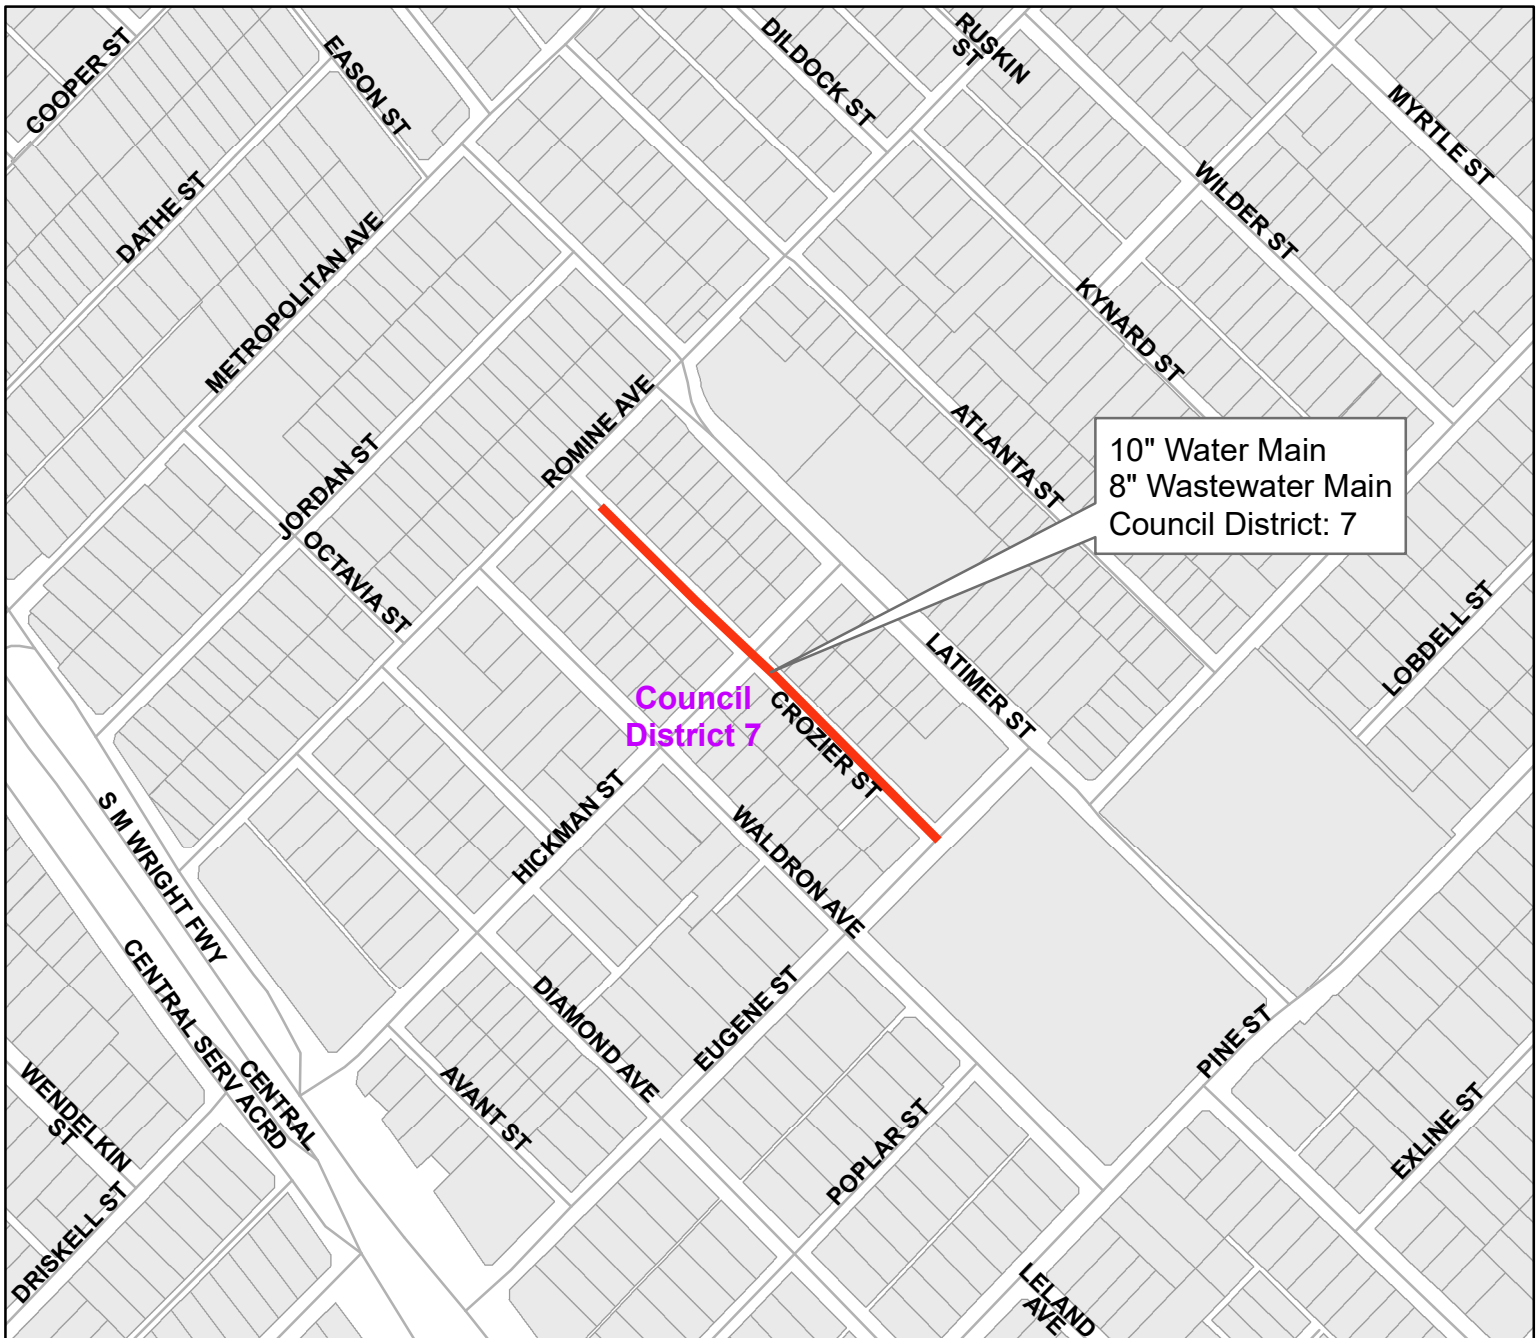 COOPER ST
EASON ST
DILDOCK ST
RUSKIN
ST
MYRTLE ST
DATHE ST
METROPOLITAN AVE
WILDER ST
KYNARD ST
ROMINE AVE
ATLANTA ST
JORDAN ST
OCTAVIA ST
10" Water Main
8" Wastewater Main
Council District: 7
LATIMER ST
LOBDELL ST
Council
District 7
CROZIER ST
HICKMAN ST
WALDRON AVE
S M WRIGHT FWY
CENTRAL SERV ACRD
CENTRAL
DIAMOND AVE
EUGENE ST
AVANT ST
PINE ST
WENDELKIN
ST
POPLAR ST
EXLINE ST
DRISKELL ST
LELAND
AVE